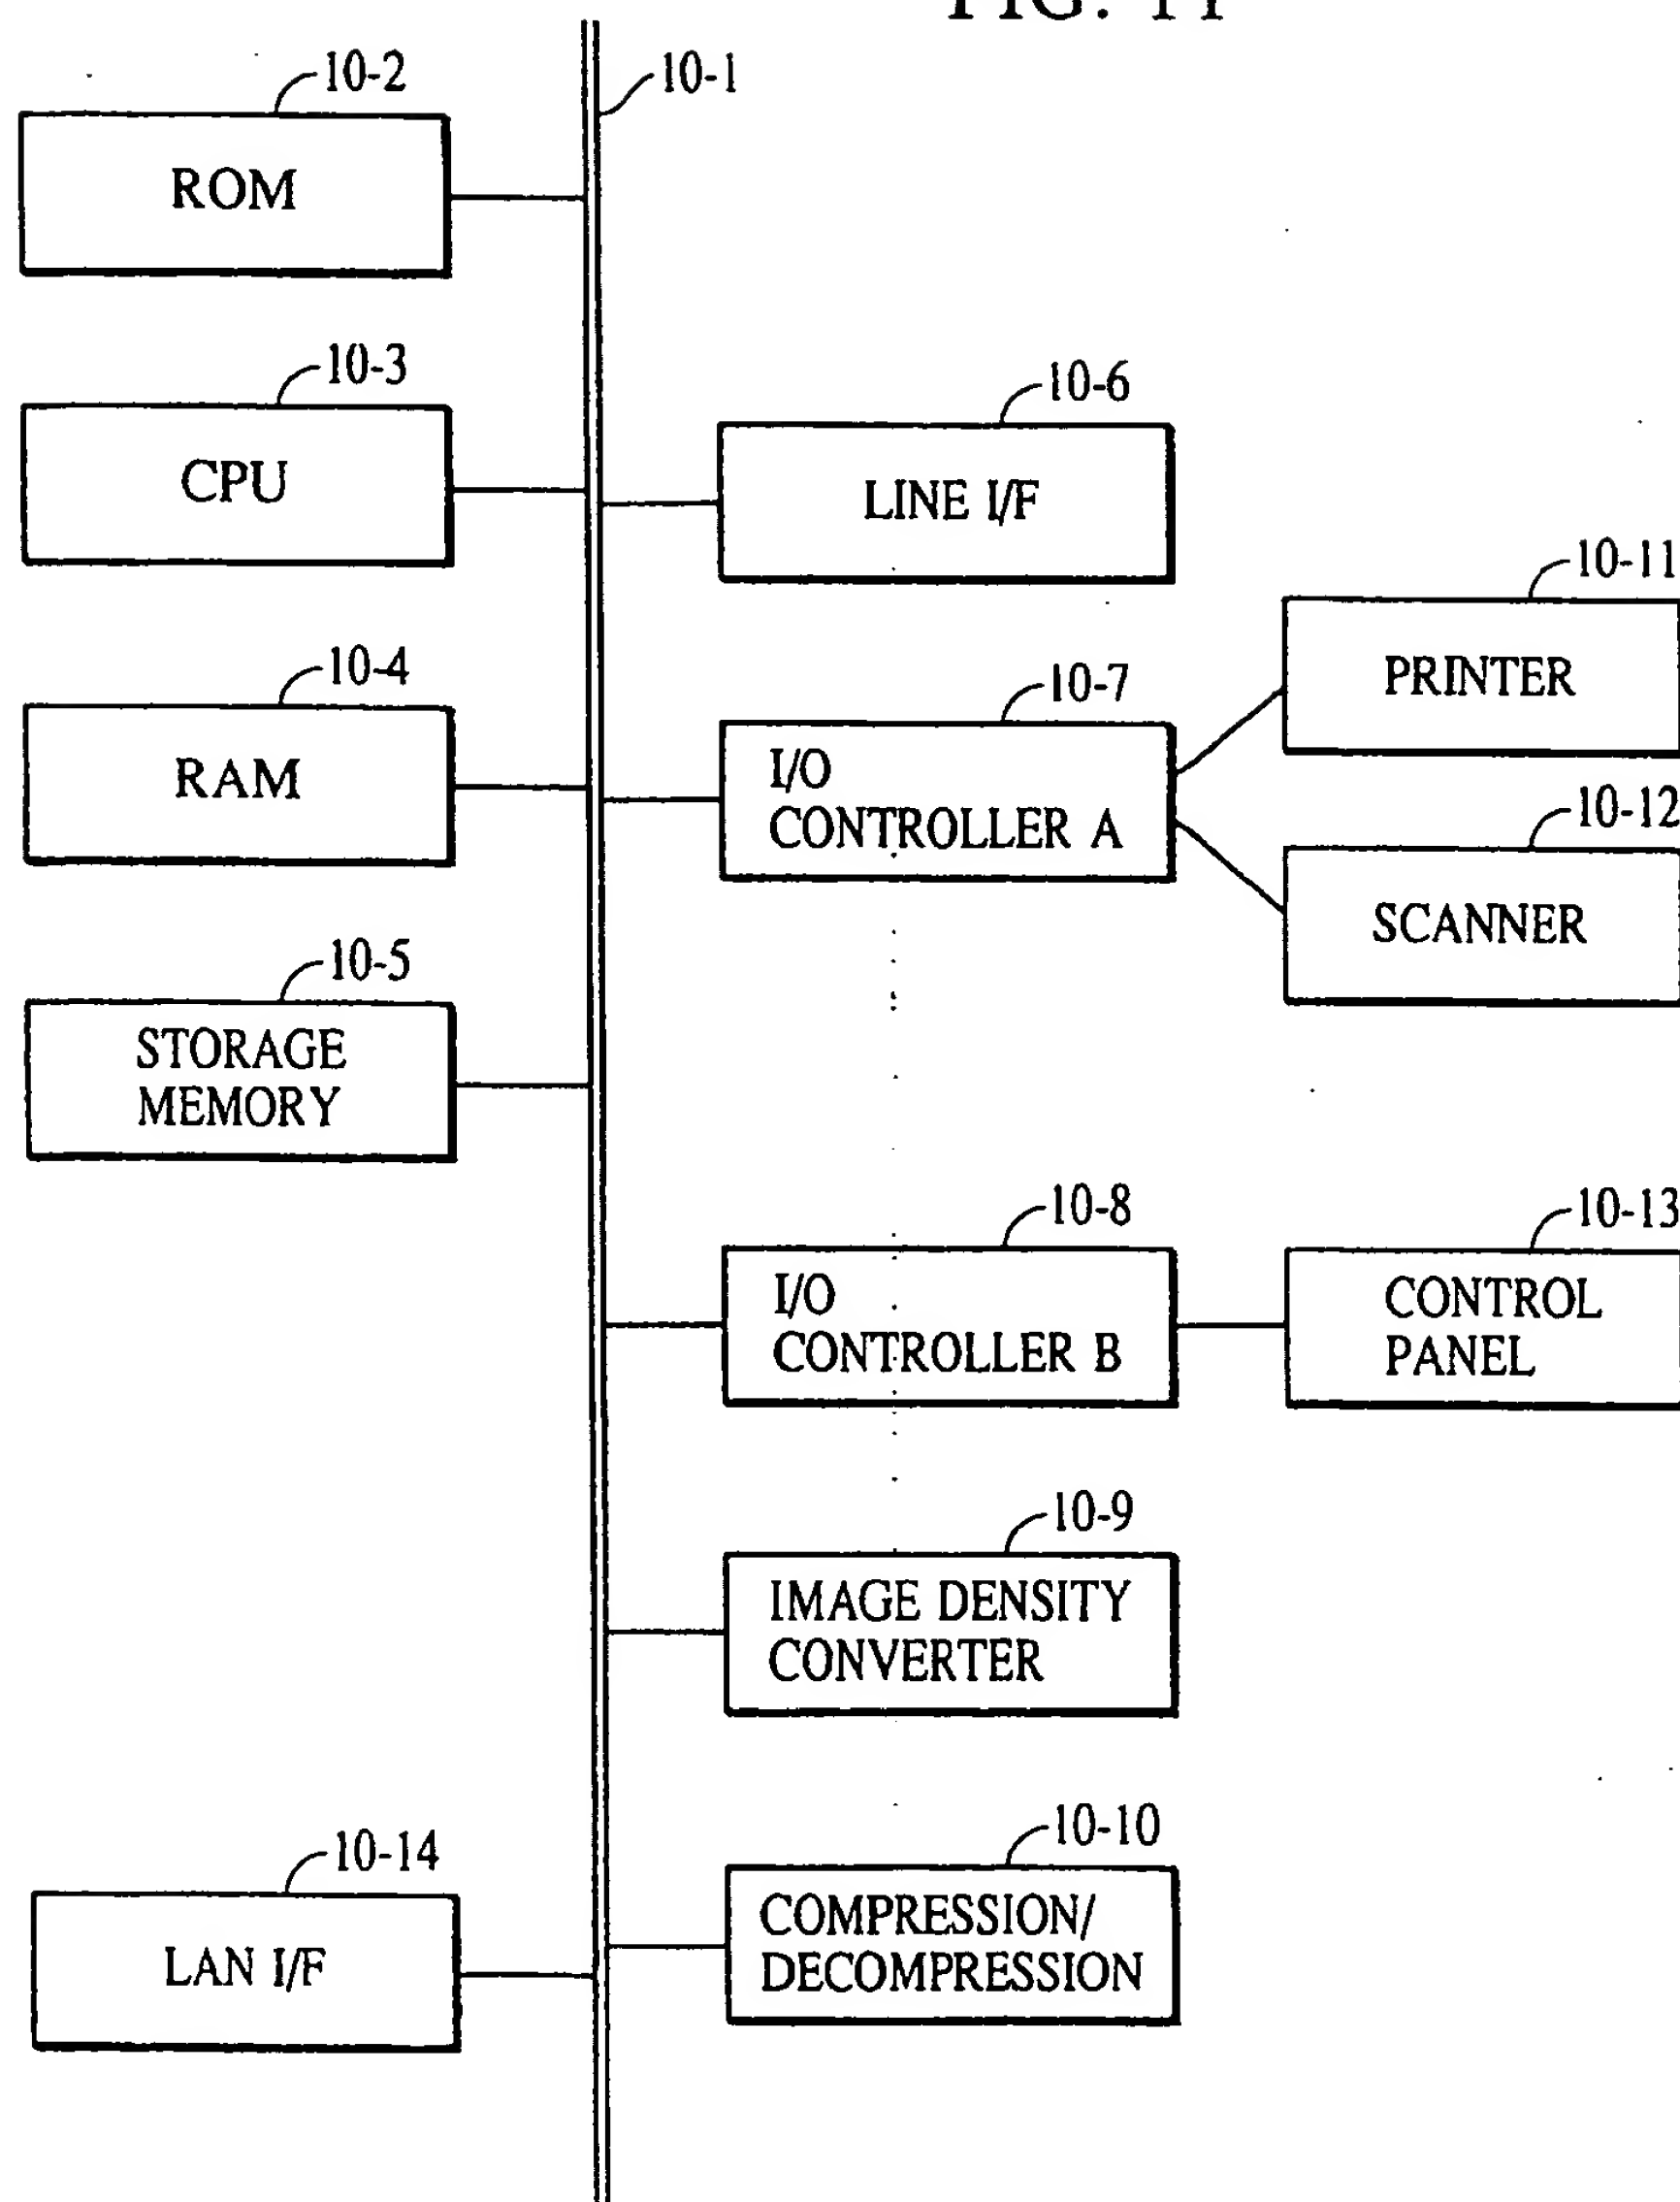 10-2
10-1
ROM
10-3
CPU
10-6
LINE I/F
10-11
PRINTER
10-4
RAM
10-7
I/O
CONTROLLER A
10-12
SCANNER
10-5
STORAGE
MEMORY
10-8
I/O
CONTROLLER B
10-13
CONTROL
PANEL
10-9
IMAGE DENSITY
CONVERTER
10-14
LAN I/F
10-10
COMPRESSION/
DECOMPRESSION